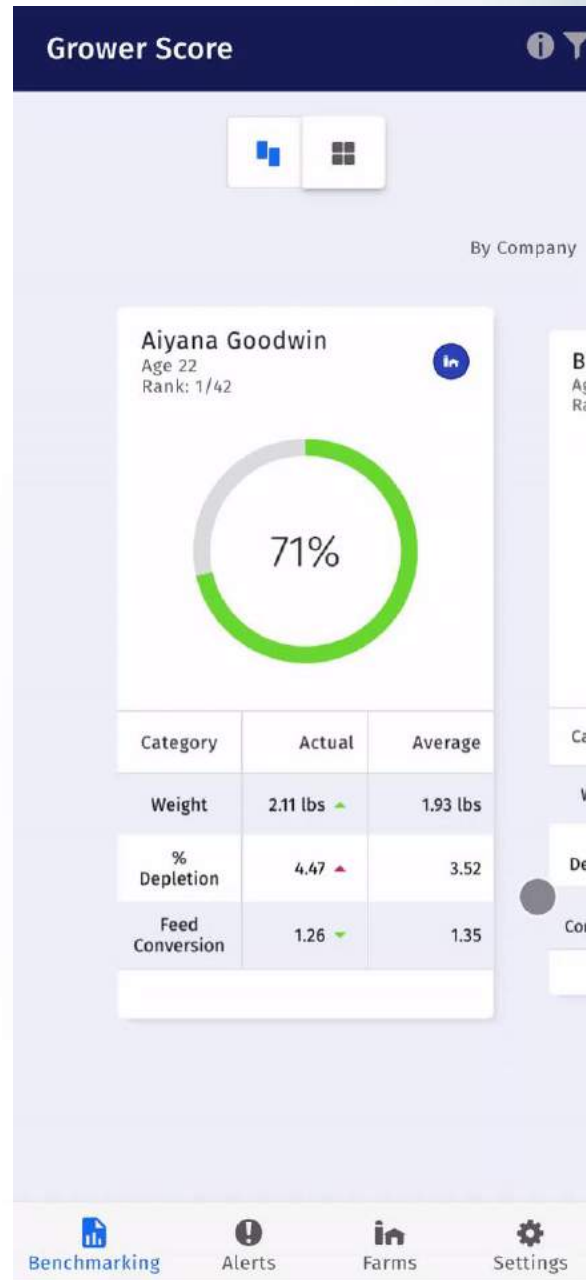 Grower Score
By Company
Aiyana Goodwin
Age 22
Rank: 1/42
71%
Category Actual Average
Weight 2.11 lbs 1.93 lbs
%
Depletion 4.47 3.52
Feed
Conversion 1.26 1.35
Benchmarking Alerts Farms Settings